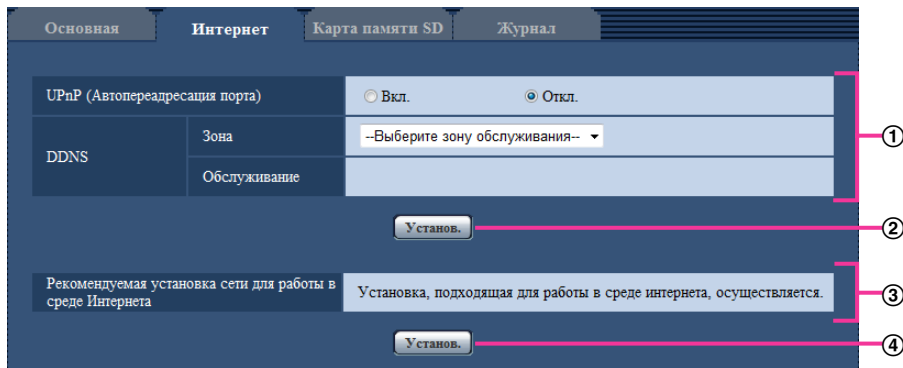 Основная Интернет Карта памяти SD Журнал
UPnP (Автопереадресация порта) Вкл. Откл.
DDNS Зона --Выберите зону обслуживания--
Обслуживание
①
Установ. ②
Рекомендуемая установка сети для работы в
среде Интернета
Установка, подходящая для работы в среде интернета, осуществляется. ③
Установ. ④